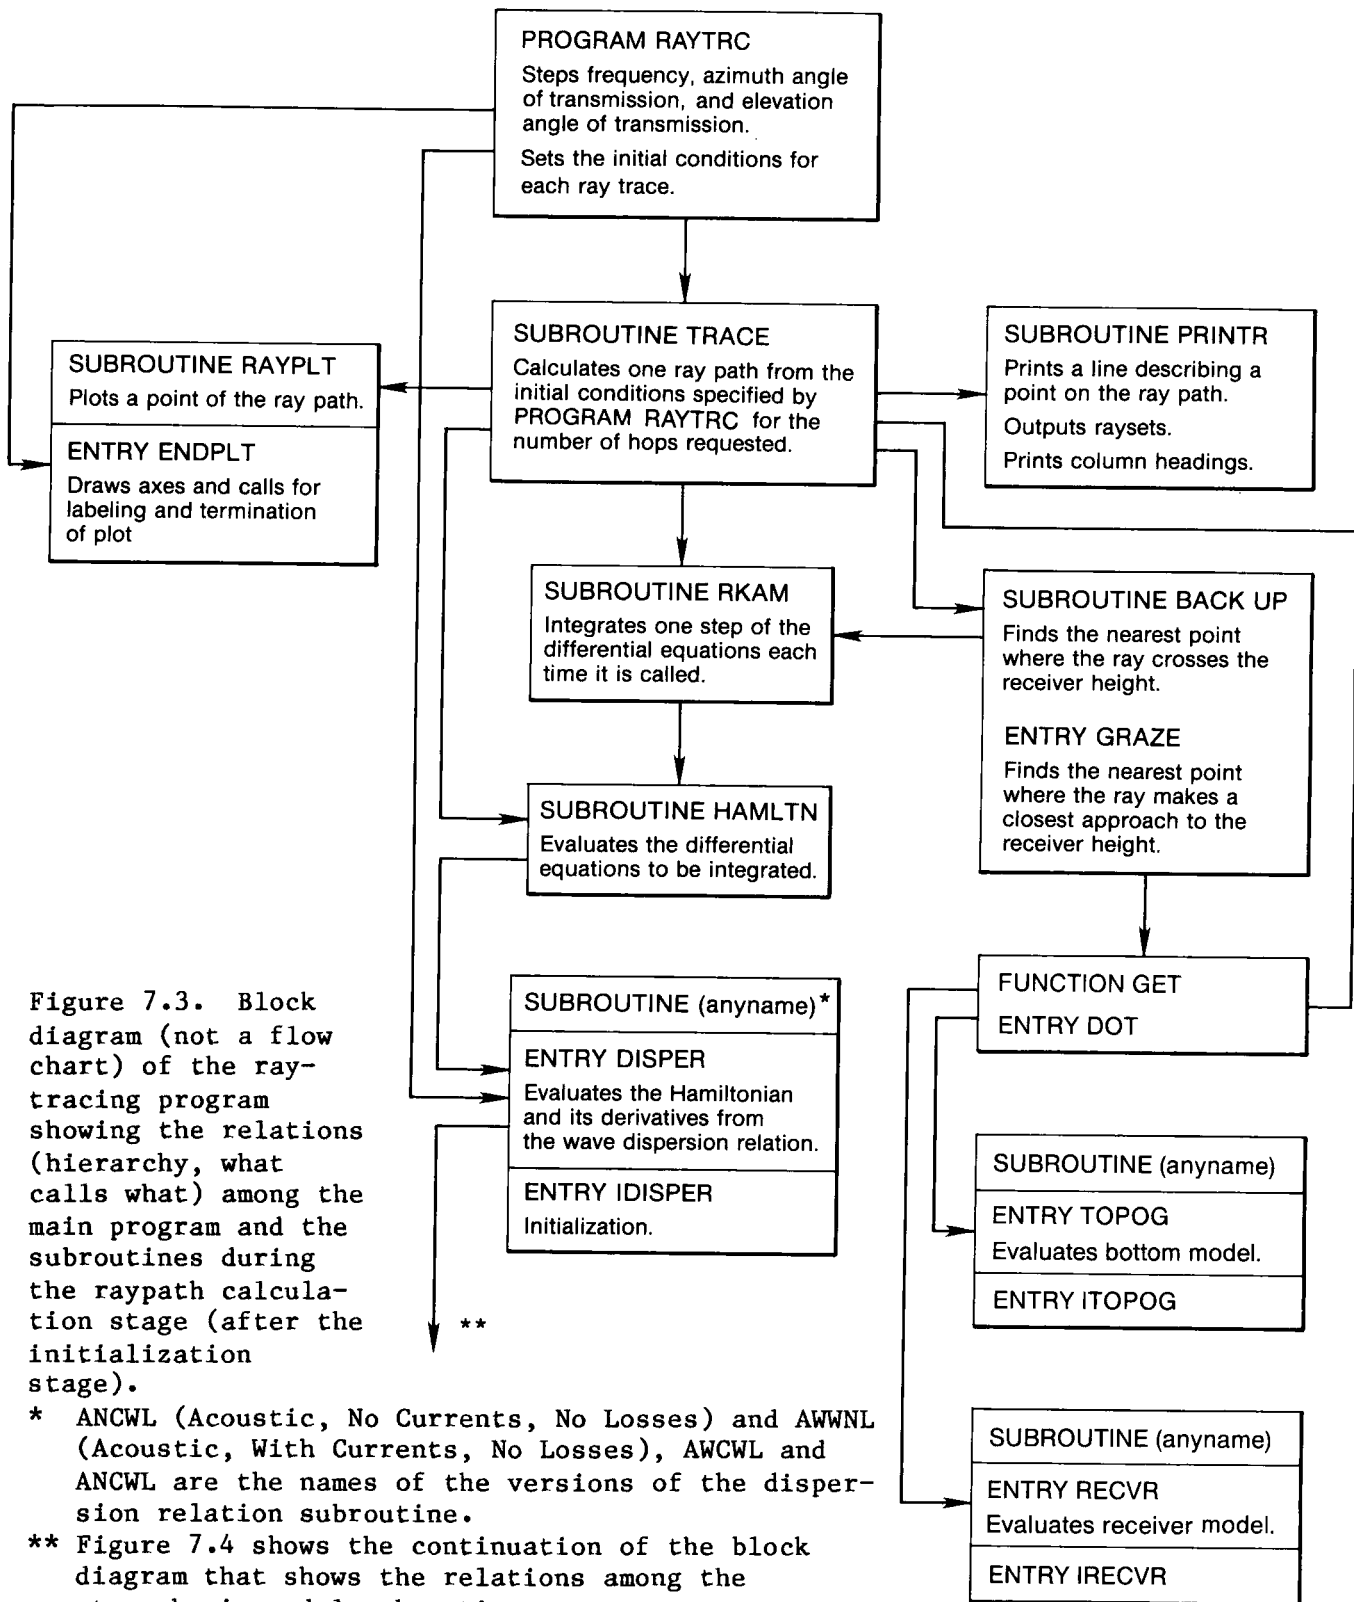 PROGRAM RAYTRC
Steps frequency, azimuth angle
of transmission, and elevation
angle of transmission.
Sets the initial conditions for
each ray trace.
SUBROUTINE RAYPLT
Plots a point of the ray path.
ENTRY ENDPLT
Draws axes and calls for
labeling and termination
of plot
SUBROUTINE TRACE
Calculates one ray path from the
initial conditions specified by
PROGRAM RAYTRC for the
number of hops requested.
SUBROUTINE PRINTR
Prints a line describing a
point on the ray path.
Outputs raysets.
Prints column headings.
SUBROUTINE RKAM
Integrates one step of the
differential equations each
time it is called.
SUBROUTINE BACK UP
Finds the nearest point
where the ray crosses the
receiver height.
ENTRY GRAZE
Finds the nearest point
where the ray makes a
closest approach to the
receiver height.
SUBROUTINE HAMLTN
Evaluates the differential
equations to be integrated.
FUNCTION GET
ENTRY DOT
SUBROUTINE (anyname)*
ENTRY DISPER
Evaluates the Hamiltonian
and its derivatives from
the wave dispersion relation.
ENTRY IDISPER
Initialization.
**
SUBROUTINE (anyname)
ENTRY TOPOG
Evaluates bottom model.
ENTRY ITOPOG
SUBROUTINE (anyname)
ENTRY RECVR
Evaluates receiver model.
ENTRY IRECVR
Figure 7.3. Block
diagram (not a flow
chart) of the ray-
tracing program
showing the relations
(hierarchy, what
calls what) among the
main program and the
subroutines during
the raypath calcula-
tion stage (after the
initialization
stage).
* ANCWL (Acoustic, No Currents, No Losses) and AWWNL
(Acoustic, With Currents, No Losses), AWCWL and
ANCWL are the names of the versions of the disper-
sion relation subroutine.
** Figure 7.4 shows the continuation of the block
diagram that shows the relations among the